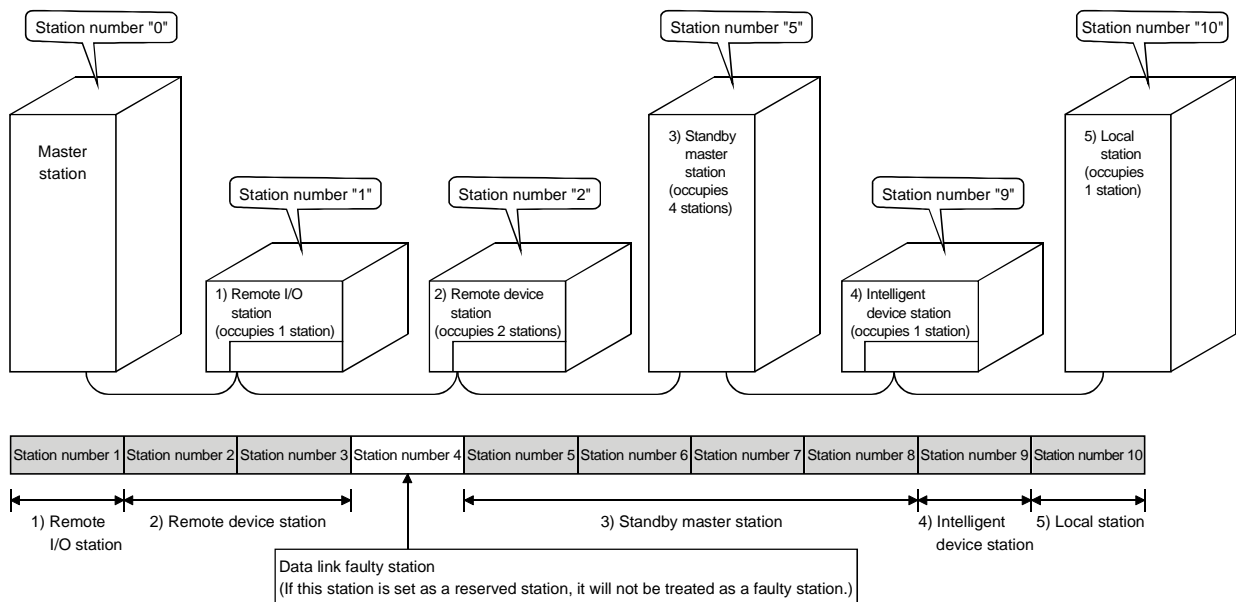 Station number "0"
Station number "5"
Station number "10"
Master
station
Station number "1"
Station number "2"
3) Standby
master
station
(occupies
4 stations)
Station number "9"
5) Local
station
(occupies
1 station)
1) Remote I/O
station
(occupies 1 station)
2) Remote device
station
(occupies 2 stations)
4) Intelligent
device station
(occupies 1 station)
Station number 1
Station number 2
Station number 3
Station number 4
Station number 5
Station number 6
Station number 7
Station number 8
Station number 9
Station number 10
1) Remote
I/O station
2) Remote device station
3) Standby master station
4) Intelligent
device station
5) Local station
Data link faulty station
(If this station is set as a reserved station, it will not be treated as a faulty station.)